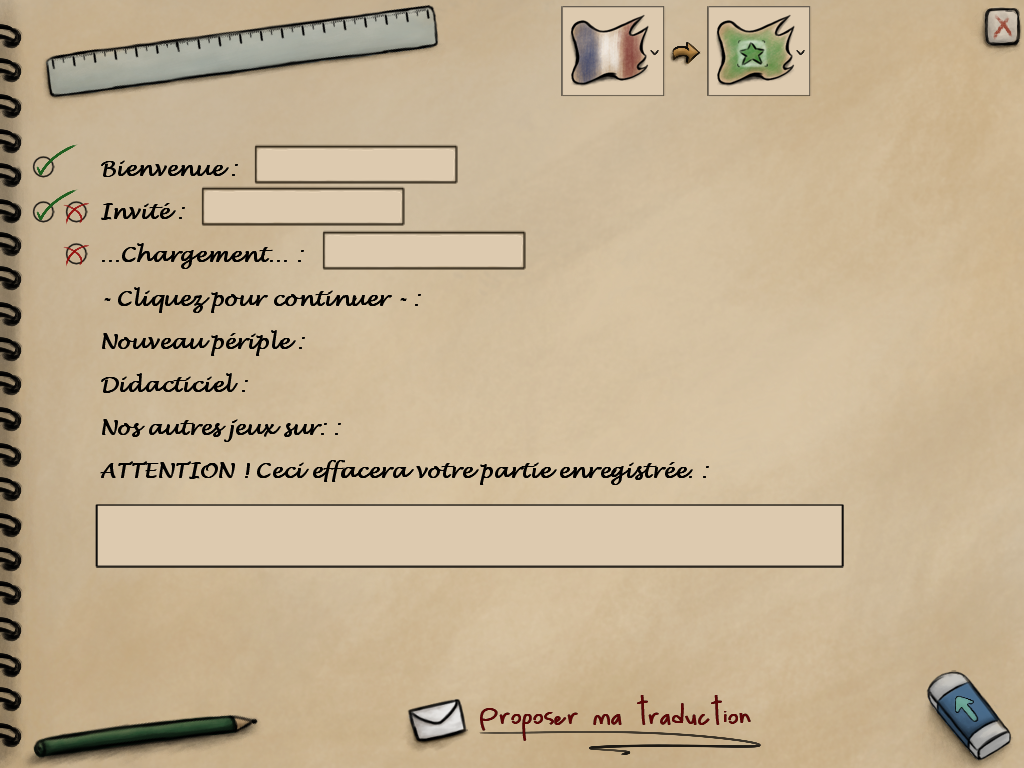 Bienvenue :
Invité :
...Chargement... :
- Cliquez pour continuer - :
Nouveau périple :
Didacticiel :
Nos autres jeux sur: :
ATTENTION ! Ceci effacera votre partie enregistrée. :
Proposer ma traduction